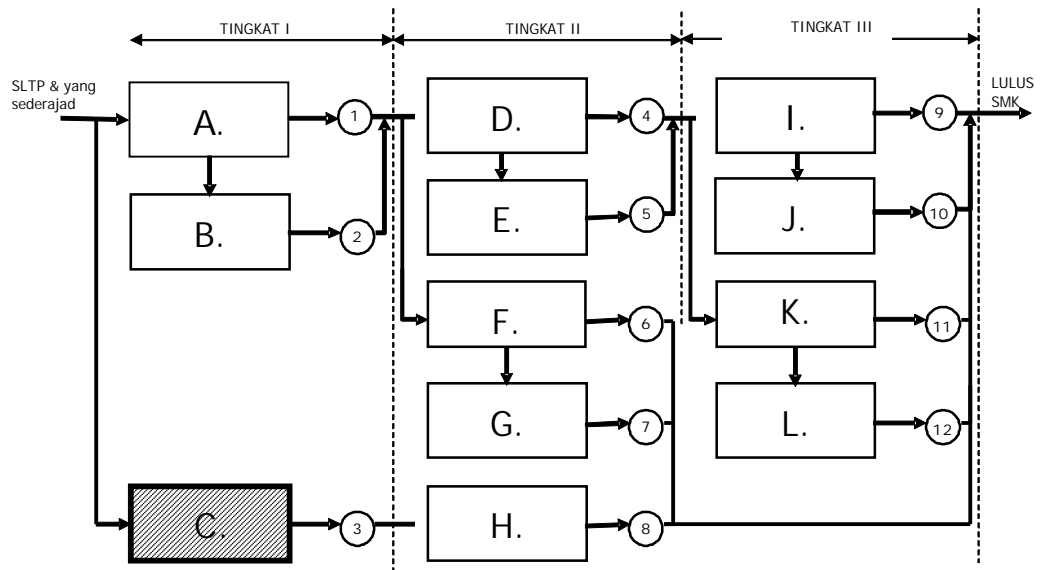 TINGKAT I
TINGKAT II
TINGKAT III
SLTP & yang
sederajad
LULUS
SMK
A.
1
D.
4
I.
9
B.
2
E.
5
J.
10
F.
6
K.
11
G.
7
L.
12
C.
3
H.
8